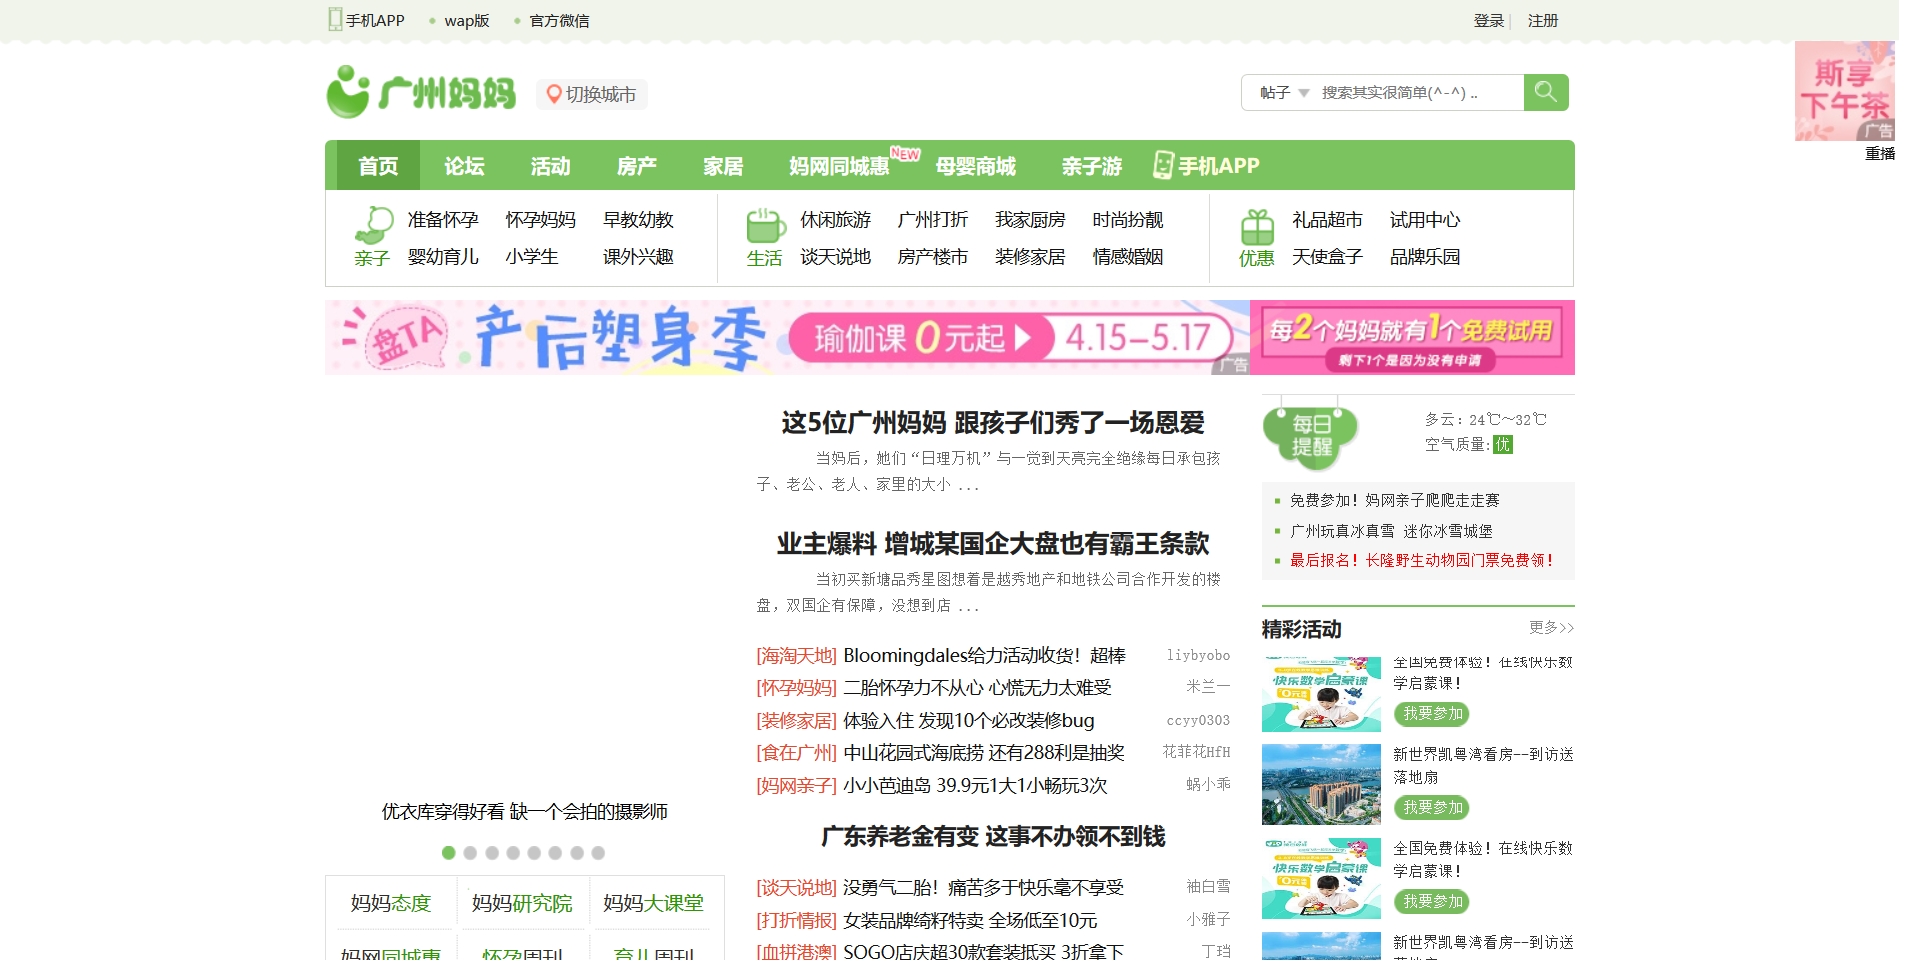 手机APP
wap版
官方微信
登录
注册
广州妈妈
切换城市
帖子
搜索其实很简单(^-^) ..
斯享
下午茶
广告
重播
首页
论坛
活动
房产
家居
妈网同城惠
NEW
母婴商城
亲子游
手机APP
亲子
准备怀孕 怀孕妈妈 早教幼教
婴幼育儿 小学生 课外兴趣
生活
休闲旅游 广州打折 我家厨房 时尚扮靓
谈天说地 房产楼市 装修家居 情感婚姻
优惠
礼品超市 试用中心
天使盒子 品牌乐园
盘TA
产后塑身季
瑜伽课0元起
4.15-5.17
广告
每2个妈妈就有1个免费试用
剩下1个是因为没有申请
优衣库穿得好看 缺一个会拍的摄影师
妈妈态度 妈妈研究院 妈妈大课堂
妈网同城惠 怀孕周刊 育儿周刊
这5位广州妈妈 跟孩子们秀了一场恩爱
当妈后，她们“日理万机”与一觉到天亮完全绝缘每日承包孩
子、老公、老人、家里的大小 ...
业主爆料 增城某国企大盘也有霸王条款
当初买新塘品秀星图想着是越秀地产和地铁公司合作开发的楼
盘，双国企有保障，没想到店 ...
[海淘天地] Bloomingdales给力活动收货！超棒 liybyobo
[怀孕妈妈] 二胎怀孕力不从心 心慌无力太难受 米兰一
[装修家居] 体验入住 发现10个必改装修bug ccyy0303
[食在广州] 中山花园式海底捞 还有288利是抽奖 花菲花HfH
[妈网亲子] 小小芭迪岛 39.9元1大1小畅玩3次 蜗小乖
广东养老金有变 这事不办领不到钱
[谈天说地] 没勇气二胎！痛苦多于快乐毫不享受 袖白雪
[打折情报] 女装品牌绮籽特卖 全场低至10元 小雅子
[血拼港澳] SOGO店庆超30款套装抵买 3折拿下 丁珰
每日
提醒
多云：24℃～32℃
空气质量:优
免费参加！妈网亲子爬爬走走赛
广州玩真冰真雪 迷你冰雪城堡
最后报名！长隆野生动物园门票免费领！
精彩活动
更多>>
快乐数学启蒙课
0元
全国免费体验！在线快乐数
学启蒙课！
我要参加
新世界凯粤湾看房--到访送
落地扇
我要参加
快乐数学启蒙课
0元
全国免费体验！在线快乐数
学启蒙课！
我要参加
新世界凯粤湾看房--到访送
落地扇